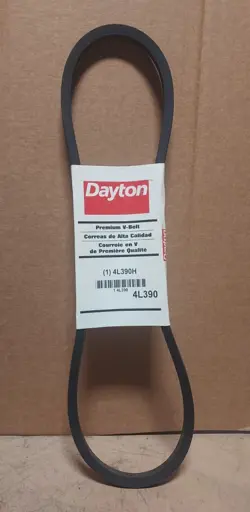 Dayton
Premium V-Belt
Correas de Alta Calidad
Courroie en V
de Première Qualité
(1) 4L390H
4L390